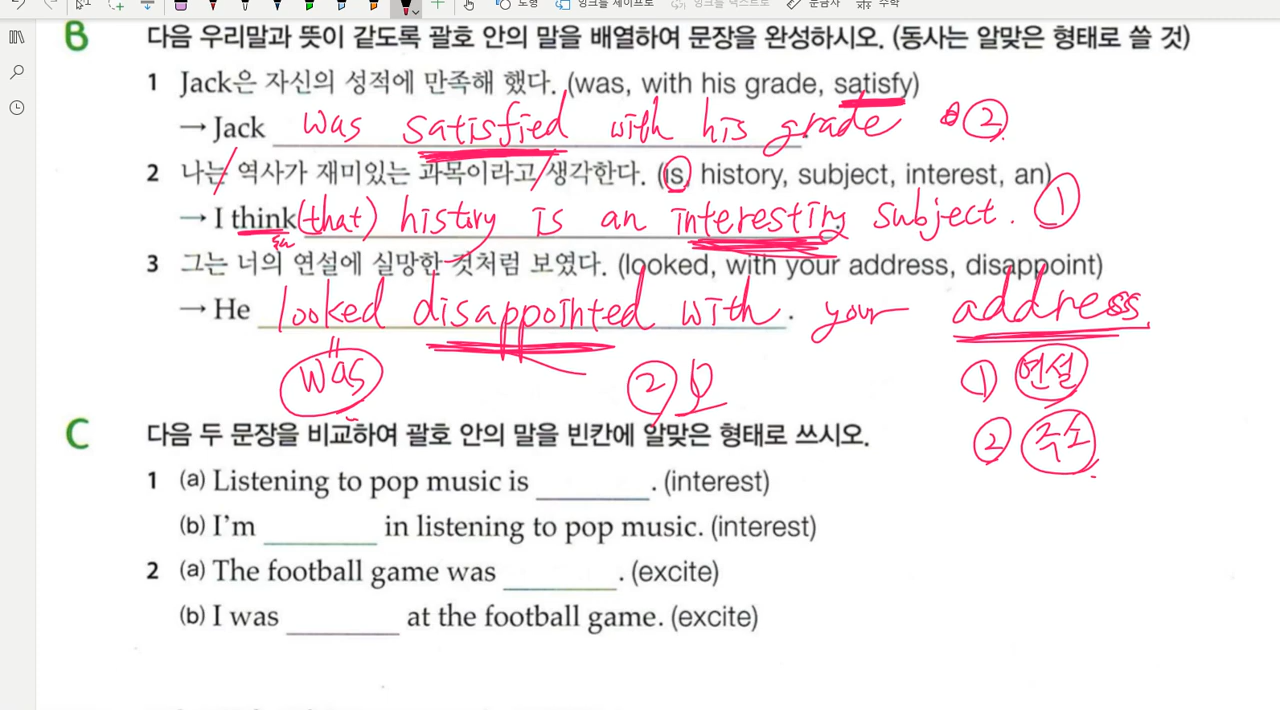 B 다음 우리말과 뜻이 같도록 괄호 안의 말을 배열하여 문장을 완성하시오. (동사는 알맞은 형태로 쓸 것)
1 Jack은 자신의 성적에 만족해 했다. (was, with his grade, satisfy)
→ Jack was satisfied with his grade ②
2 나는 역사가 재미있는 과목이라고 생각한다. (is, history, subject, interest, an)
→ I think (that) history is an interesting subject. ①
3 그는 너의 연설에 실망한 것처럼 보였다. (looked, with your address, disappoint)
→ He looked disappointed with your address.
was ② 보 ① 연설
② 주소
C 다음 두 문장을 비교하여 괄호 안의 말을 빈칸에 알맞은 형태로 쓰시오.
1 (a) Listening to pop music is ______. (interest)
(b) I'm ______ in listening to pop music. (interest)
2 (a) The football game was ______. (excite)
(b) I was ______ at the football game. (excite)